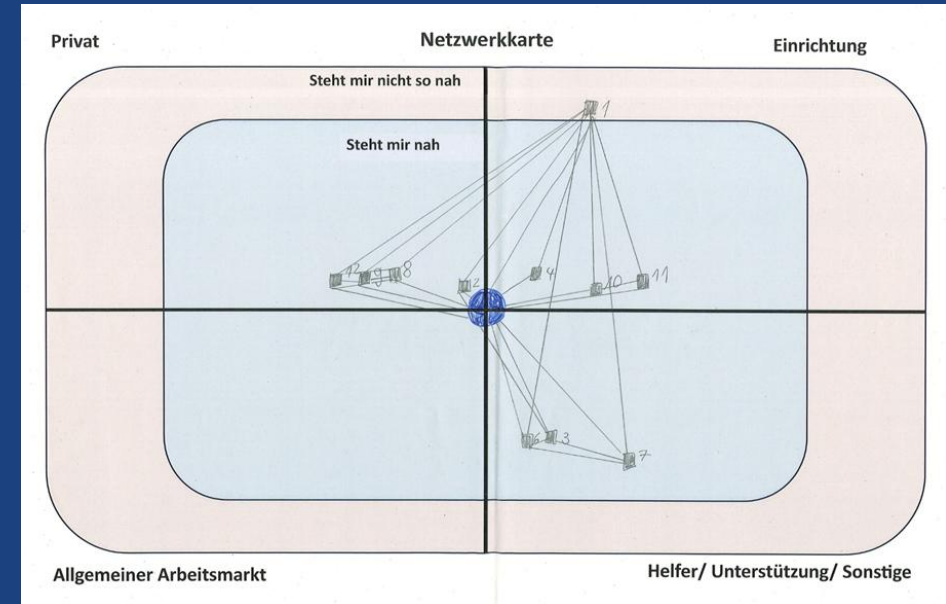 Privat
Netzwerkkarte
Einrichtung
Steht mir nicht so nah
1
Steht mir nah
12
9
8
2
4
10
11
6
3
7
Allgemeiner Arbeitsmarkt
Helfer/ Unterstützung/ Sonstige